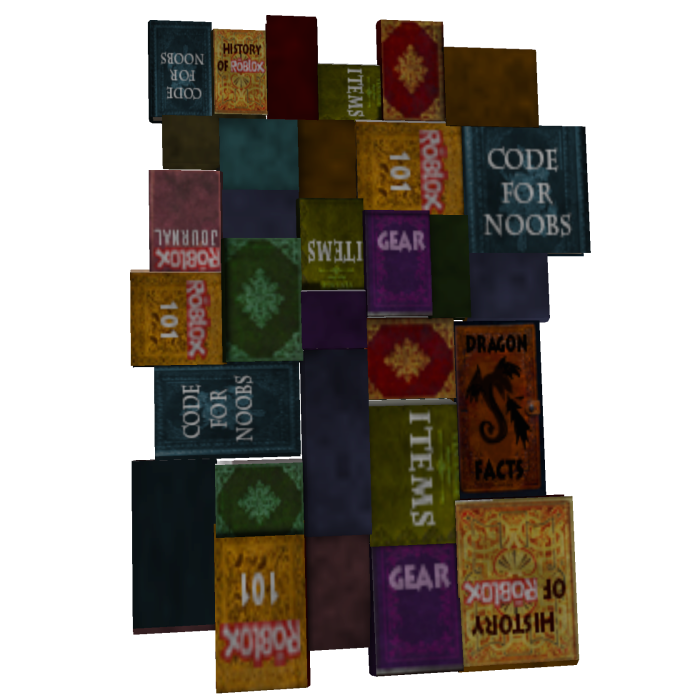 CODE
FOR
NOOBS
HISTORY
OF ROBLOX
ITEMS
ROBLOX
101
CODE
FOR
NOOBS
ROBLOX
JOURNAL
ITEMS
GEAR
ROBLOX
101
DRAGON
FACTS
CODE
FOR
NOOBS
ITEMS
ROBLOX
101
GEAR
HISTORY
OF ROBLOX